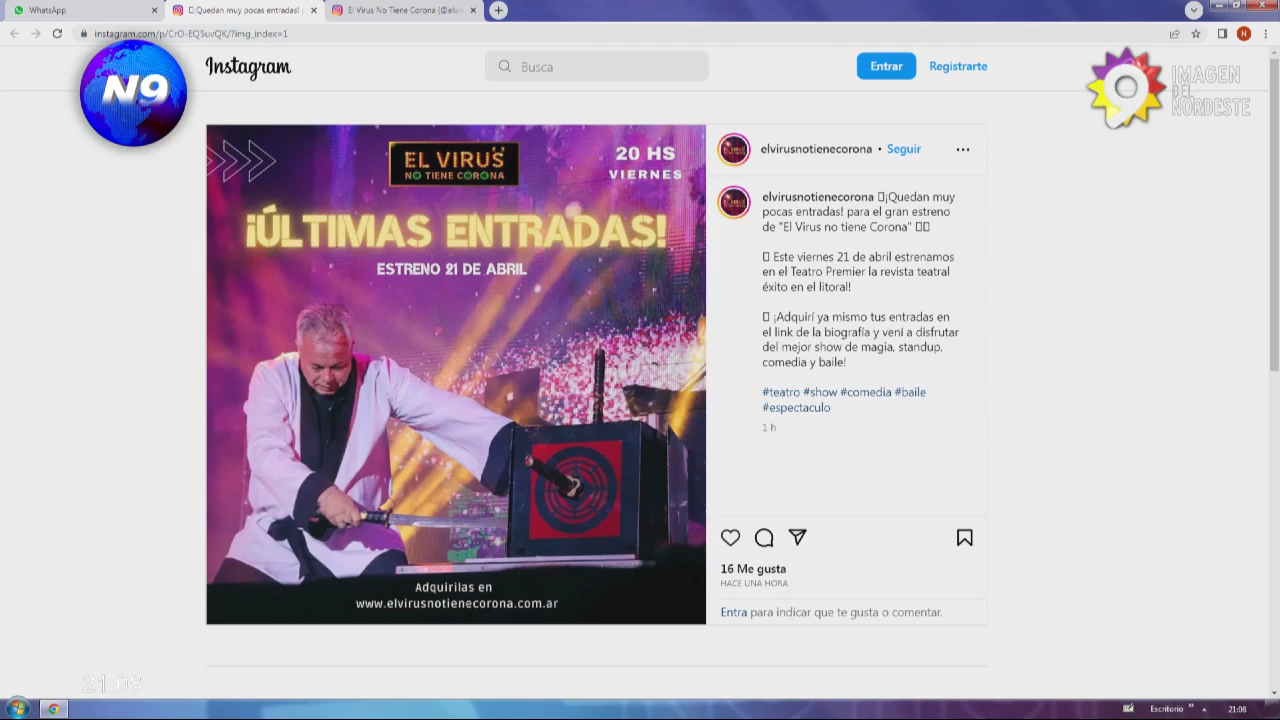 WhatsApp
¡Quedan muy pocas entradas!
El Virus No Tiene Corona (@elvir
instagram.com/p/CrO-EQ5uvQK/?img_index=1
N
N9
Instagram
Busca
Entrar
Registrarte
9
IMAGEN
DEL
NORDESTE
EL VIRUS
NO TIENE CORONA
20 HS
VIERNES
¡ÚLTIMAS ENTRADAS!
ESTRENO 21 DE ABRIL
Adquirilas en
www.elvirusnotienecorona.com.ar
elvirusnotienecorona • Seguir
elvirusnotienecorona ¡Quedan muy
pocas entradas! para el gran estreno
de "El Virus no tiene Corona"
Este viernes 21 de abril estrenamos
en el Teatro Premier la revista teatral
éxito en el litoral!
¡Adquirí ya mismo tus entradas en
el link de la biografía y vení a disfrutar
del mejor show de magia, standup,
comedia y baile!
#teatro #show #comedia #baile
#espectaculo
1 h
16 Me gusta
HACE UNA HORA
Entra para indicar que te gusta o comentar.
21:08
Escritorio
21:08